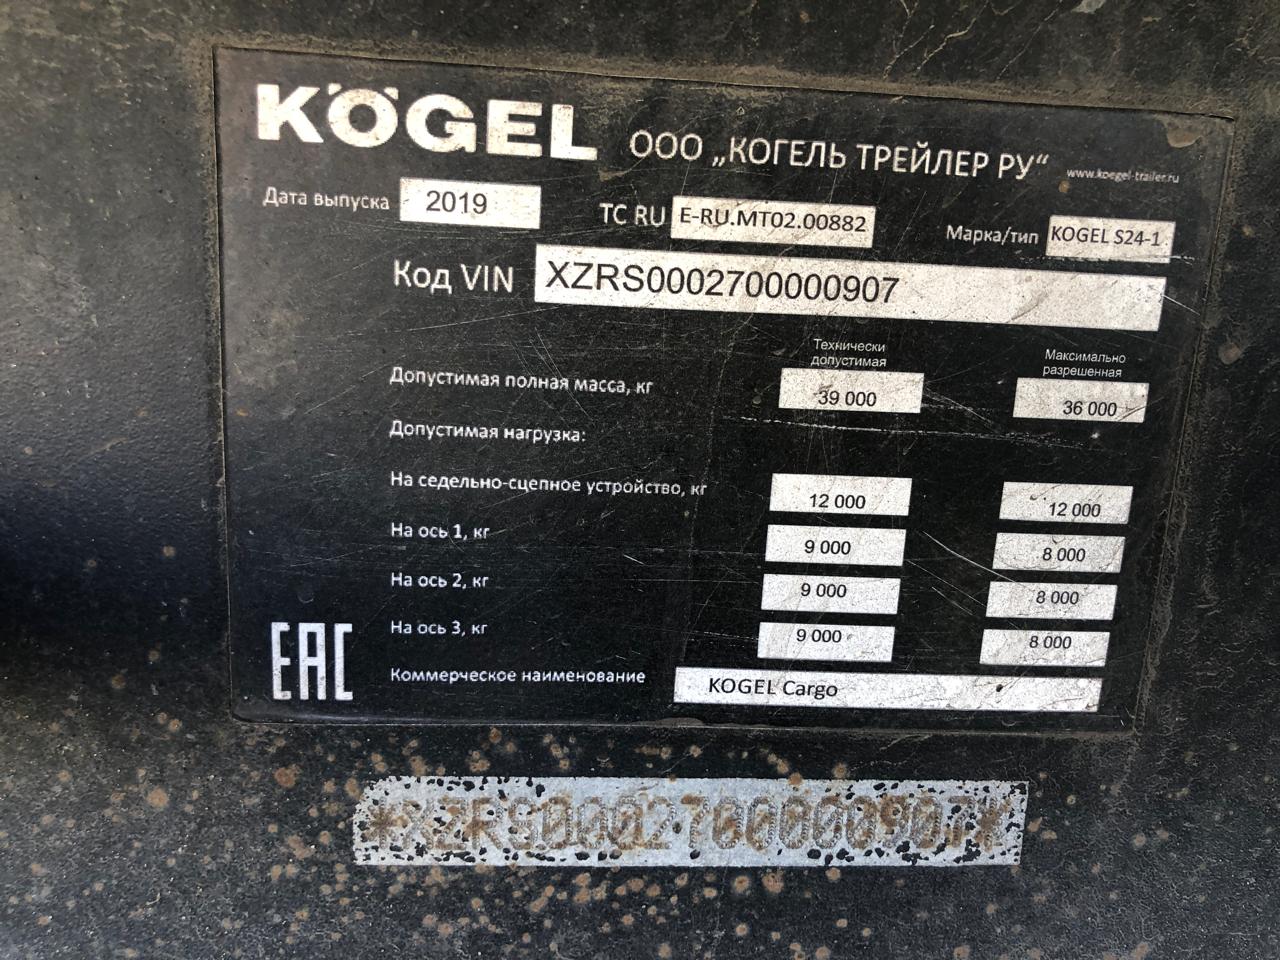 KÖGEL ООО „КОГЕЛЬ ТРЕЙЛЕР РУ“ www.koegel-trailer.ru
Дата выпуска 2019 ТС RU E-RU.MT02.00882 Марка/тип KOGEL S24-1
Код VIN XZRS0002700000907
Технически допустимая Максимально разрешенная
Допустимая полная масса, кг 39 000 36 000
Допустимая нагрузка:
На седельно-сцепное устройство, кг 12 000 12 000
На ось 1, кг 9 000 8 000
На ось 2, кг 9 000 8 000
На ось 3, кг 9 000 8 000
EAC
Коммерческое наименование KOGEL Cargo
*XZRS0002700000907*